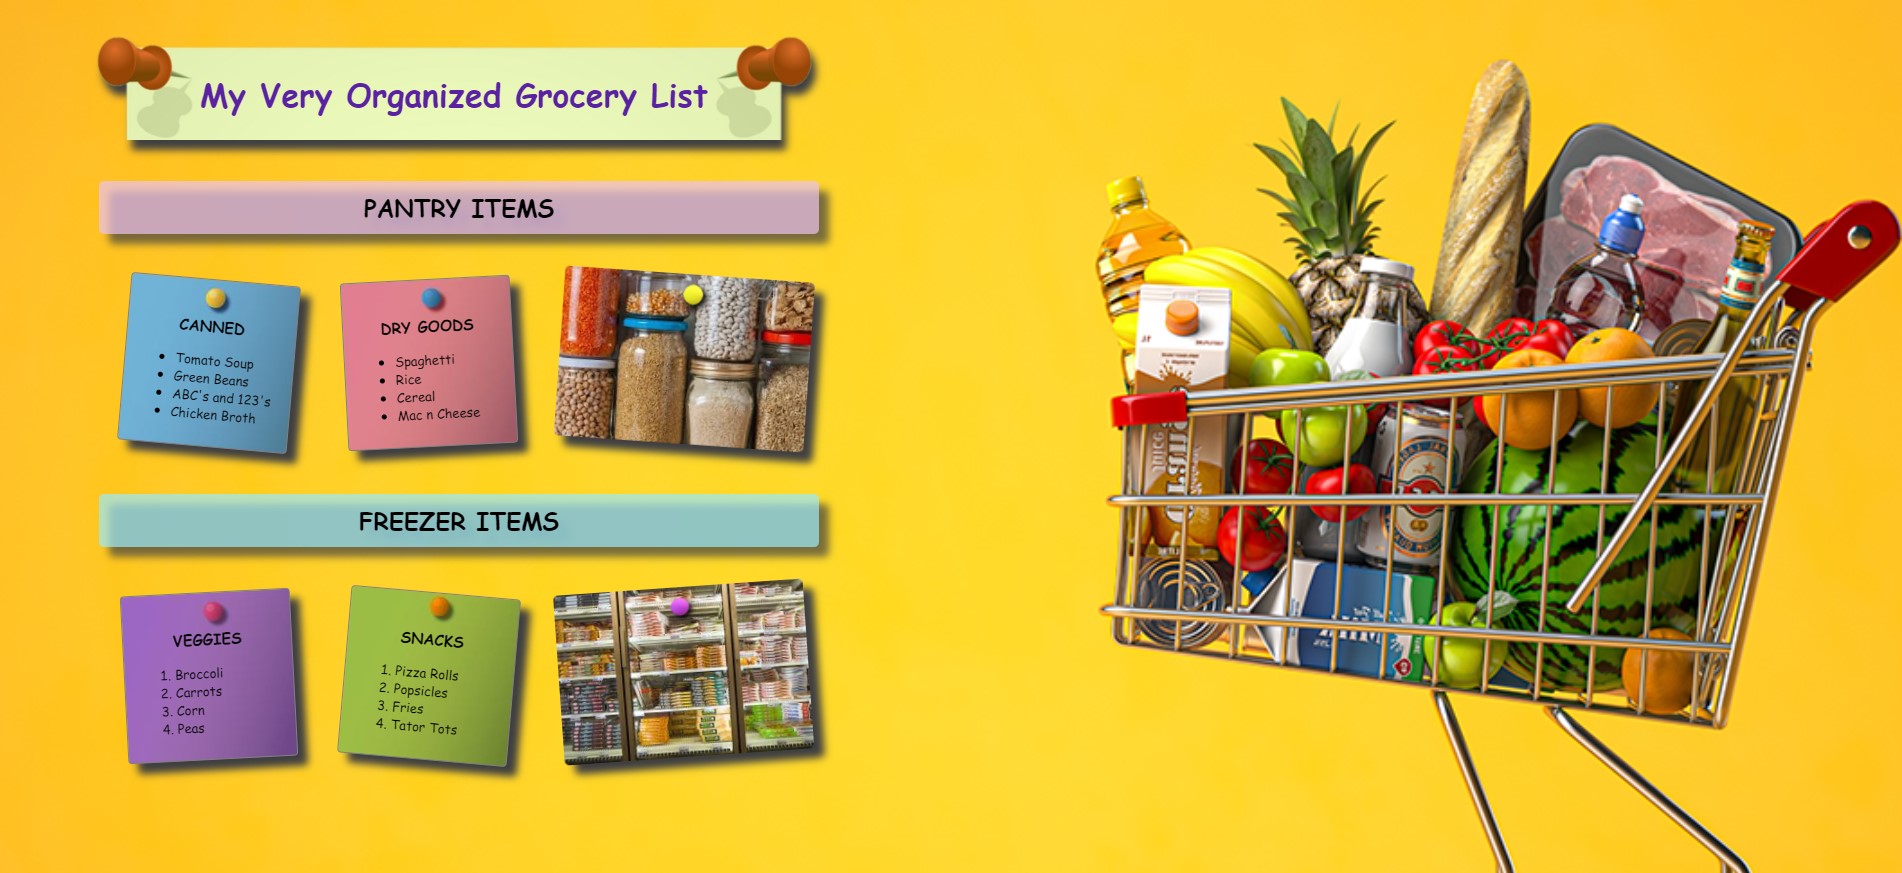 My Very Organized Grocery List
PANTRY ITEMS
CANNED
• Tomato Soup
• Green Beans
• ABC's and 123's
• Chicken Broth
DRY GOODS
• Spaghetti
• Rice
• Cereal
• Mac n Cheese
FREEZER ITEMS
VEGGIES
1. Broccoli
2. Carrots
3. Corn
4. Peas
SNACKS
1. Pizza Rolls
2. Popsicles
3. Fries
4. Tator Tots